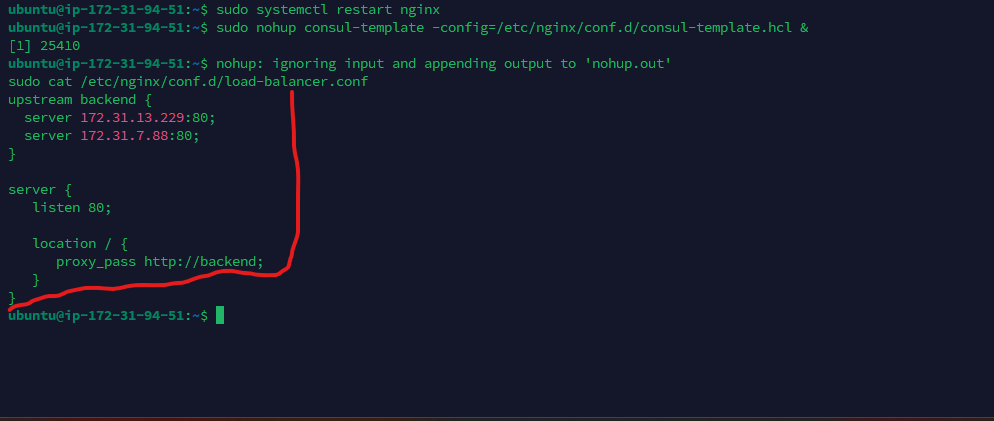 ubuntu@ip-172-31-94-51:~$ sudo systemctl restart nginx
ubuntu@ip-172-31-94-51:~$ sudo nohup consul-template -config=/etc/nginx/conf.d/consul-template.hcl &
[1] 25410
ubuntu@ip-172-31-94-51:~$ nohup: ignoring input and appending output to 'nohup.out'
sudo cat /etc/nginx/conf.d/load-balancer.conf
upstream backend {
  server 172.31.13.229:80;
  server 172.31.7.88:80;
}

server {
   listen 80;

   location / {
      proxy_pass http://backend;
   }
}
ubuntu@ip-172-31-94-51:~$